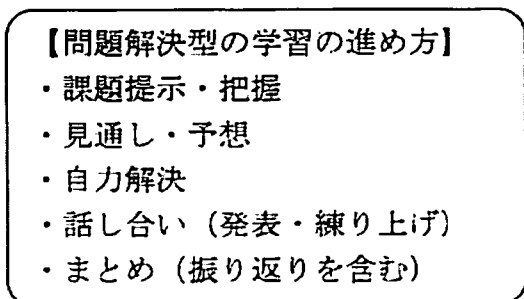 【問題解決型の学習の進め方】
・課題提示・把握
・見通し・予想
・自力解決
・話し合い（発表・練り上げ）
・まとめ（振り返りを含む）